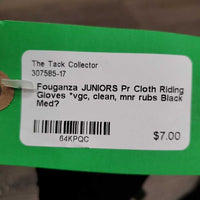 The Tack Collector
307585-17
Fouganza JUNIORS Pr Cloth Riding
Gloves *vgc, clean, mnr rubs Black
Med?
$7.00
64KPQC